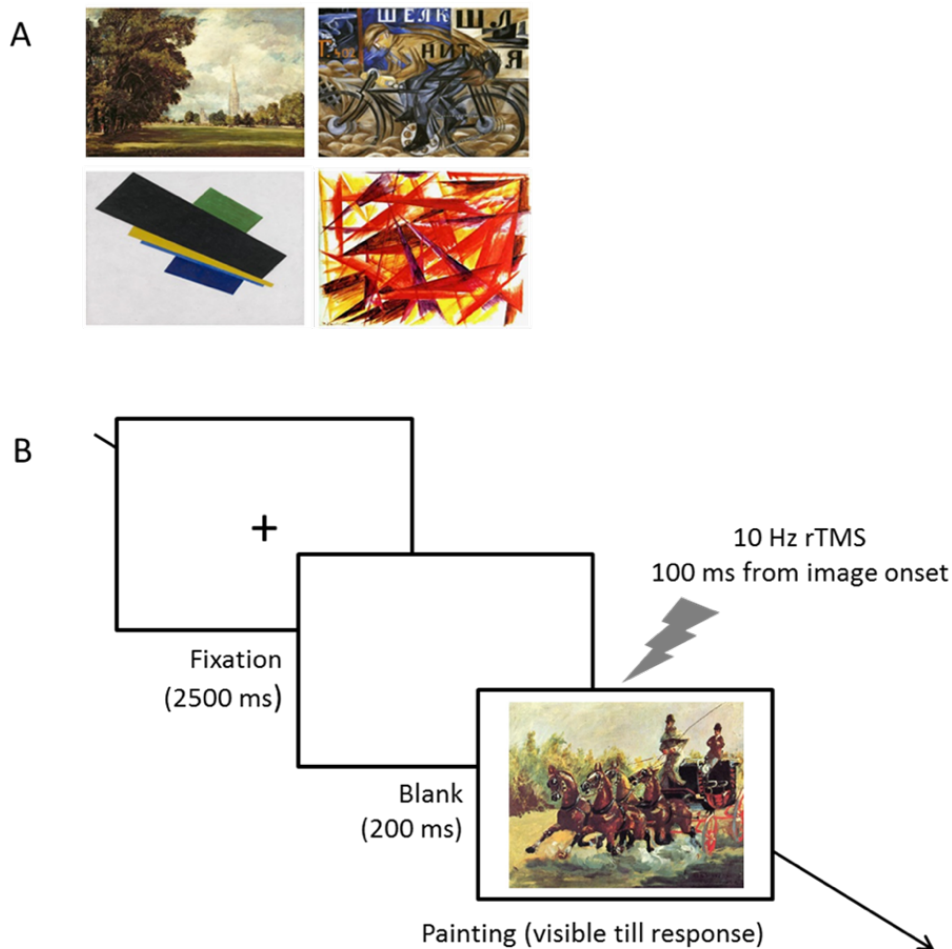 A
ШЕЛК ШЛ
НИТ
Я
B
+
10 Hz rTMS
100 ms from image onset
Fixation
(2500 ms)
Blank
(200 ms)
Painting (visible till response)